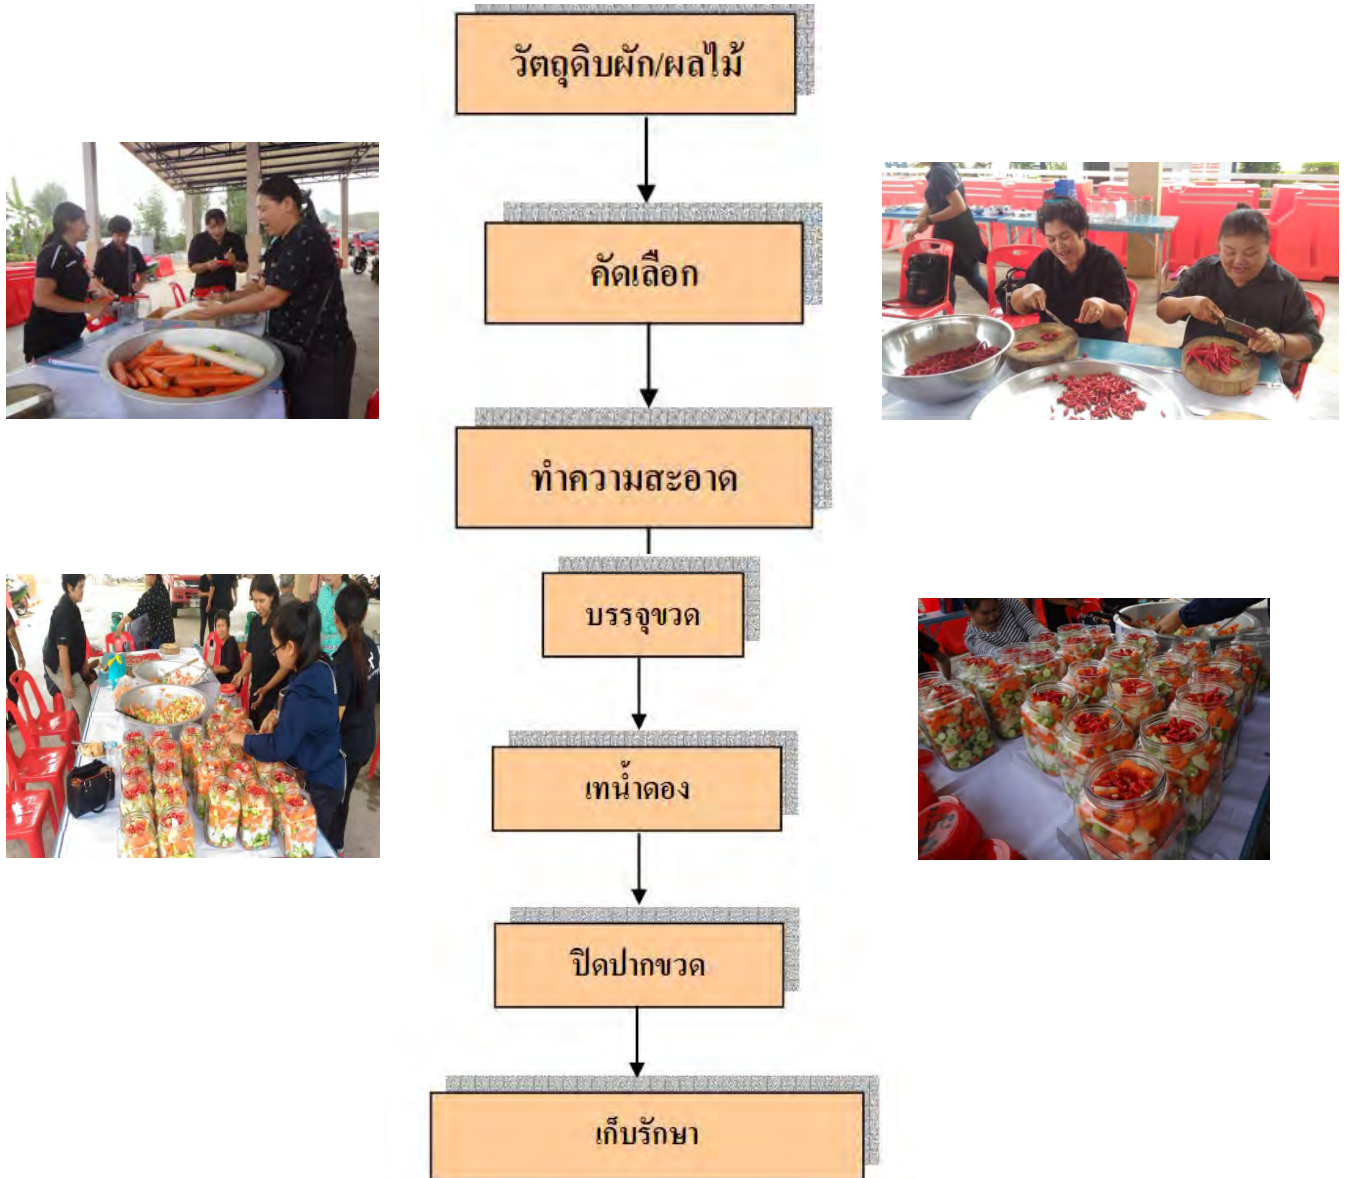 วัตถุดิบผัก/ผลไม้
คัดเลือก
ทำความสะอาด
บรรจุขวด
เทน้ำดอง
ปิดปากขวด
เก็บรักษา